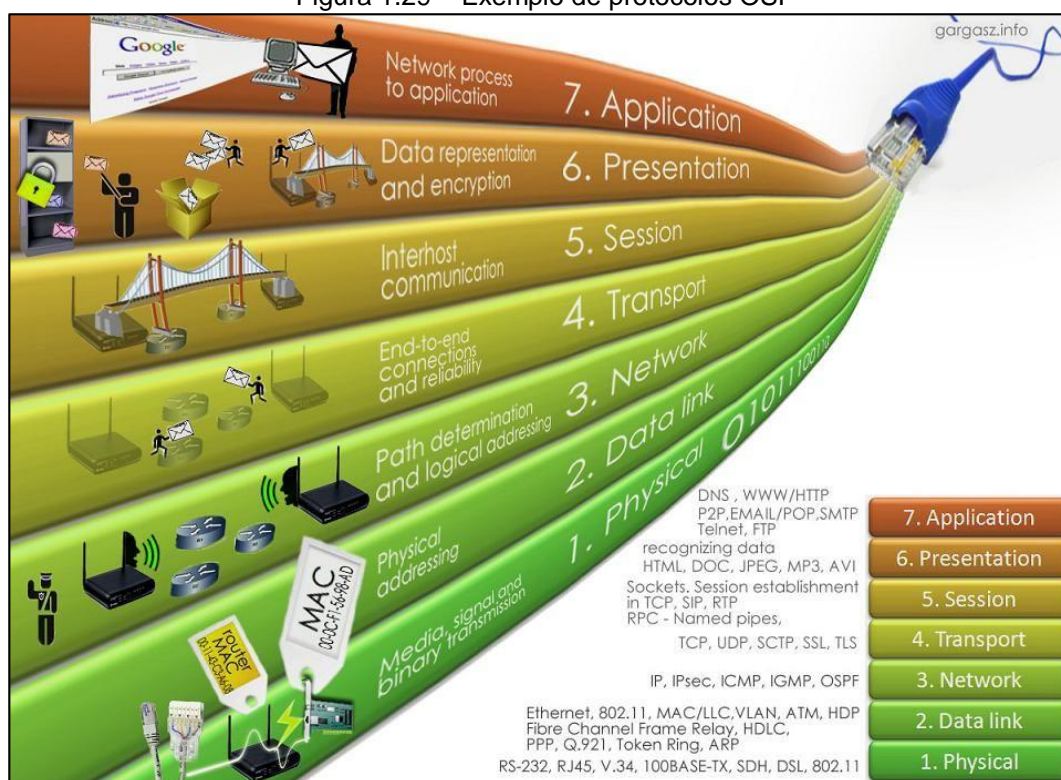 Figura 1.29 – Exemplo de protocolos OSI
gargasz.info
Google
Network process
to application
7. Application
Data representation
and encryption
6. Presentation
Interhost
communication
5. Session
End-to-end
connections
and reliability
4. Transport
Path determination
and logical addressing
3. Network
Physical
addressing
2. Data link
Media, signal and
binary transmission
1. Physical
MAC
00-0C-F1-56-98-AD
router
MAC
DNS , WWW/HTTP
P2P,EMAIL/POP,SMTP
Telnet, FTP
7. Application
recognizing data
HTML, DOC, JPEG, MP3, AVI
6. Presentation
Sockets. Session establishment
in TCP, SIP, RTP
RPC - Named pipes,
5. Session
TCP, UDP, SCTP, SSL, TLS
4. Transport
IP, IPsec, ICMP, IGMP, OSPF
3. Network
Ethernet, 802.11, MAC/LLC,VLAN, ATM, HDP
Fibre Channel Frame Relay, HDLC,
PPP, Q.921, Token Ring, ARP
2. Data link
RS-232, RJ45, V.34, 100BASE-TX, SDH, DSL, 802.11
1. Physical